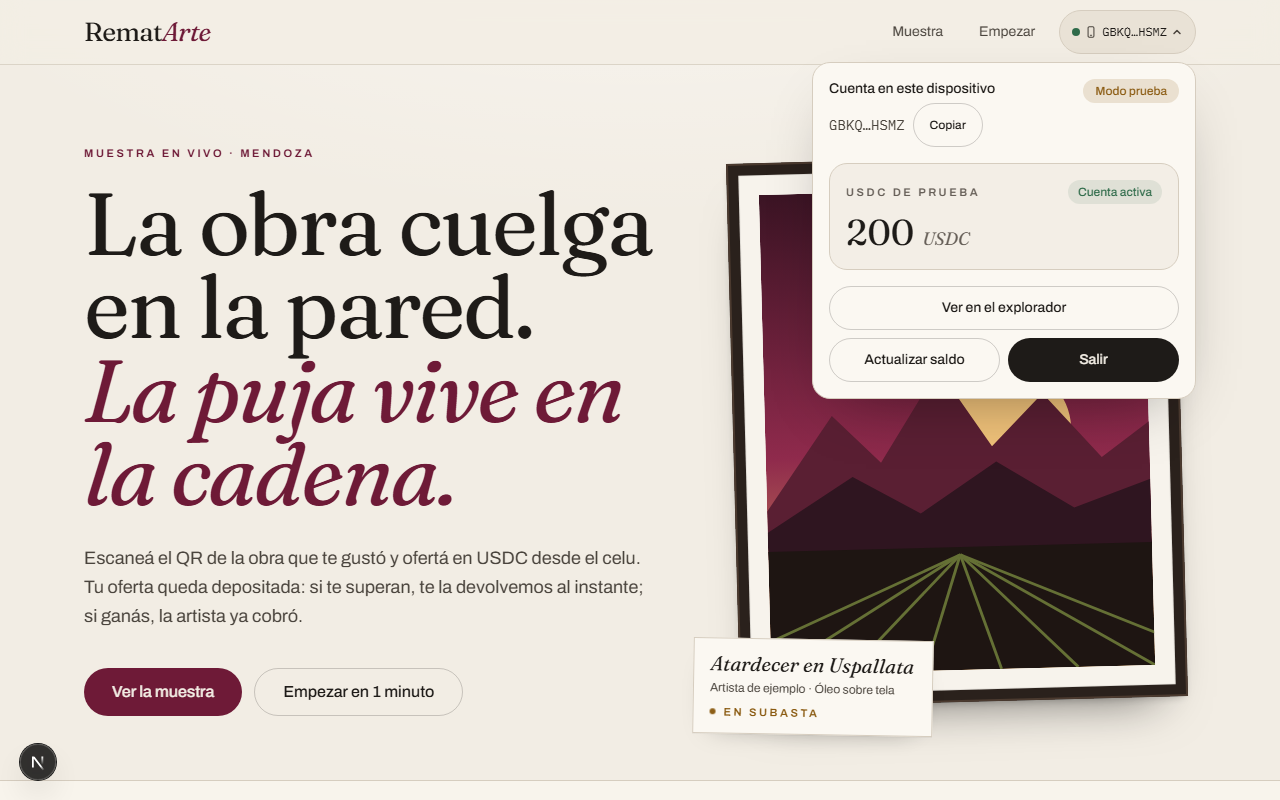 RematArte
Muestra
Empezar
GBKQ…HSMZ
Cuenta en este dispositivo
Modo prueba
GBKQ…HSMZ
Copiar
USDC DE PRUEBA
Cuenta activa
200 USDC
Ver en el explorador
Actualizar saldo
Salir
MUESTRA EN VIVO · MENDOZA
La obra cuelga
en la pared.
La puja vive en
la cadena.
Escaneá el QR de la obra que te gustó y ofertá en USDC desde el celu.
Tu oferta queda depositada: si te superan, te la devolvemos al instante;
si ganás, la artista ya cobró.
Ver la muestra
Empezar en 1 minuto
Atardecer en Uspallata
Artista de ejemplo · Óleo sobre tela
EN SUBASTA
N